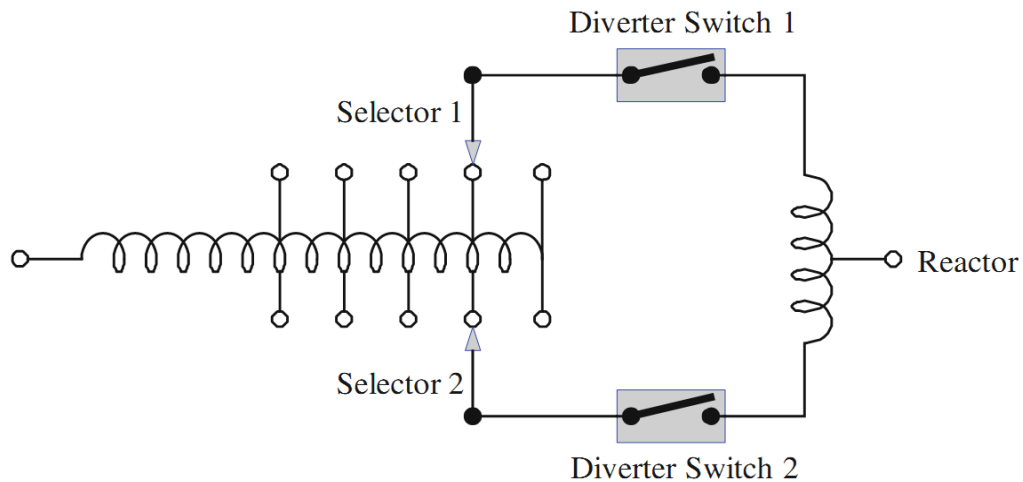 Diverter Switch 1
Selector 1
Reactor
Selector 2
Diverter Switch 2